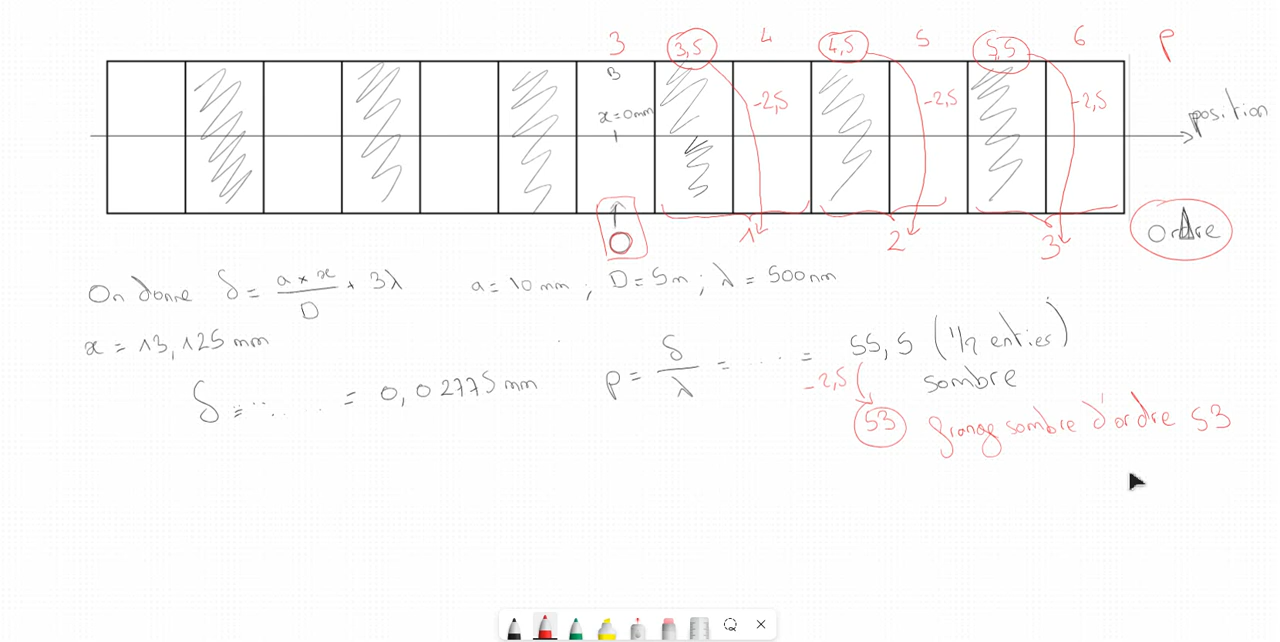 3 3,5 4 4,5 5 5,5 6 p
B
x = 0 mm -2,5 -2,5 -2,5 position
0 1 2 3 ordre
On donne δ = a × x / D + 3λ a = 10 mm ; D = 5 m ; λ = 500 nm
x = 13,125 mm
δ = ... ... = 0,02775 mm p = δ / λ = .... = 55,5 (1/2 entier)
-2,5 sombre
53 frange sombre d'ordre 53